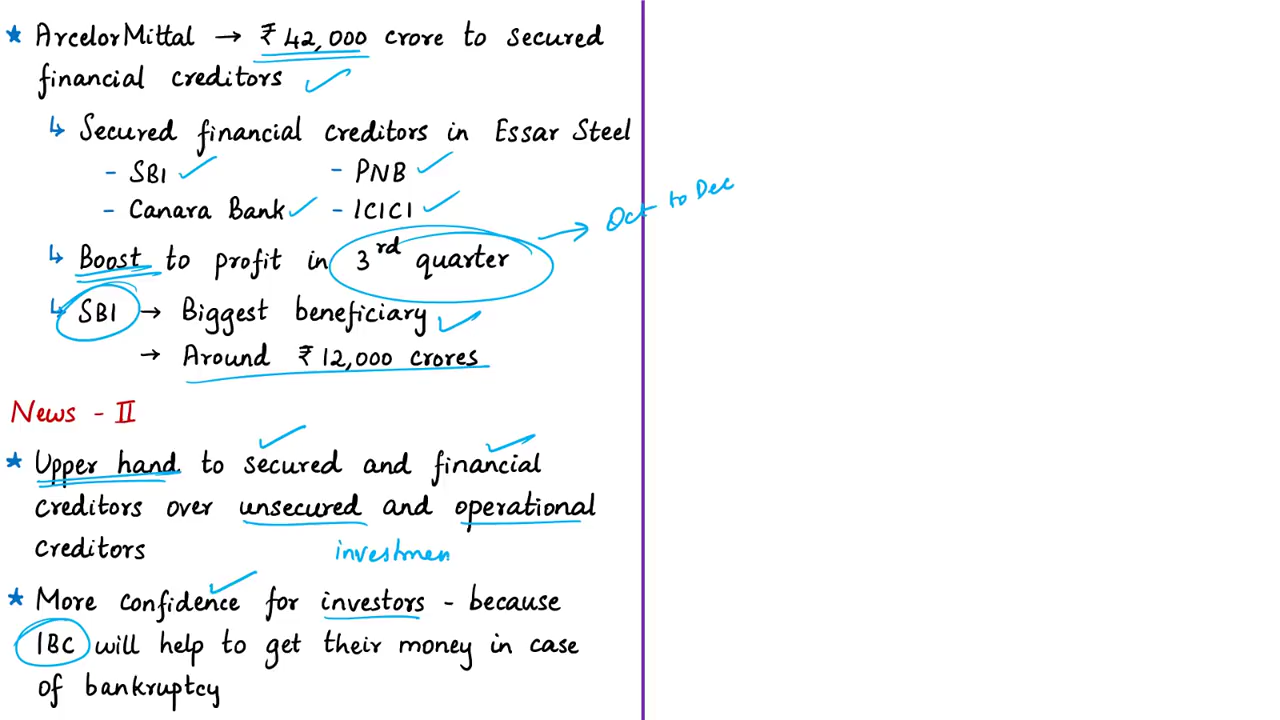 ★ ArcelorMittal → ₹ 42,000 crore to secured
financial creditors ✓
↳ Secured financial creditors in Essar Steel
- SBI ✓ - PNB ✓
- Canara Bank ✓ - ICICI ✓
↳ Boost to profit in 3rd quarter → Oct to Dec
↳ SBI → Biggest beneficiary ✓
→ Around ₹ 12,000 crores
News - II
★ Upper hand to secured and financial
creditors over unsecured and operational
creditors
investmen
★ More confidence for investors - because
IBC will help to get their money in case
of bankruptcy